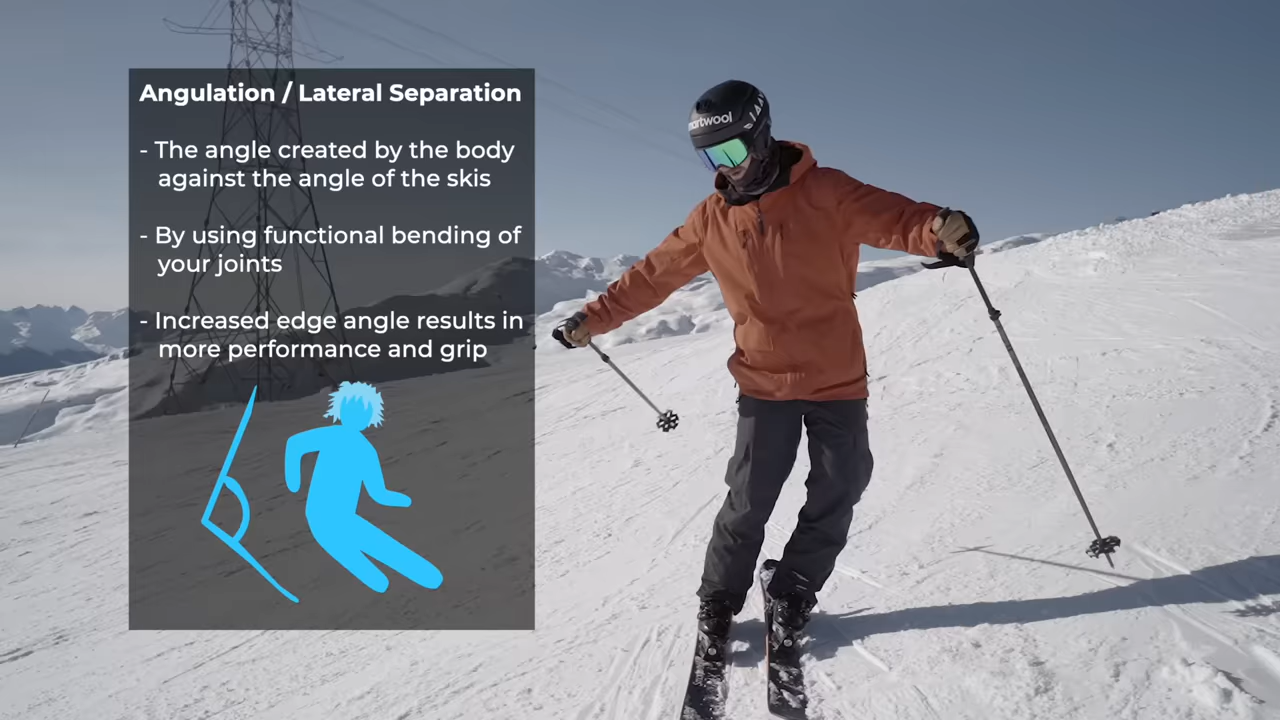 Angulation / Lateral Separation
- The angle created by the body
against the angle of the skis
- By using functional bending of
your joints
- Increased edge angle results in
more performance and grip
martwool